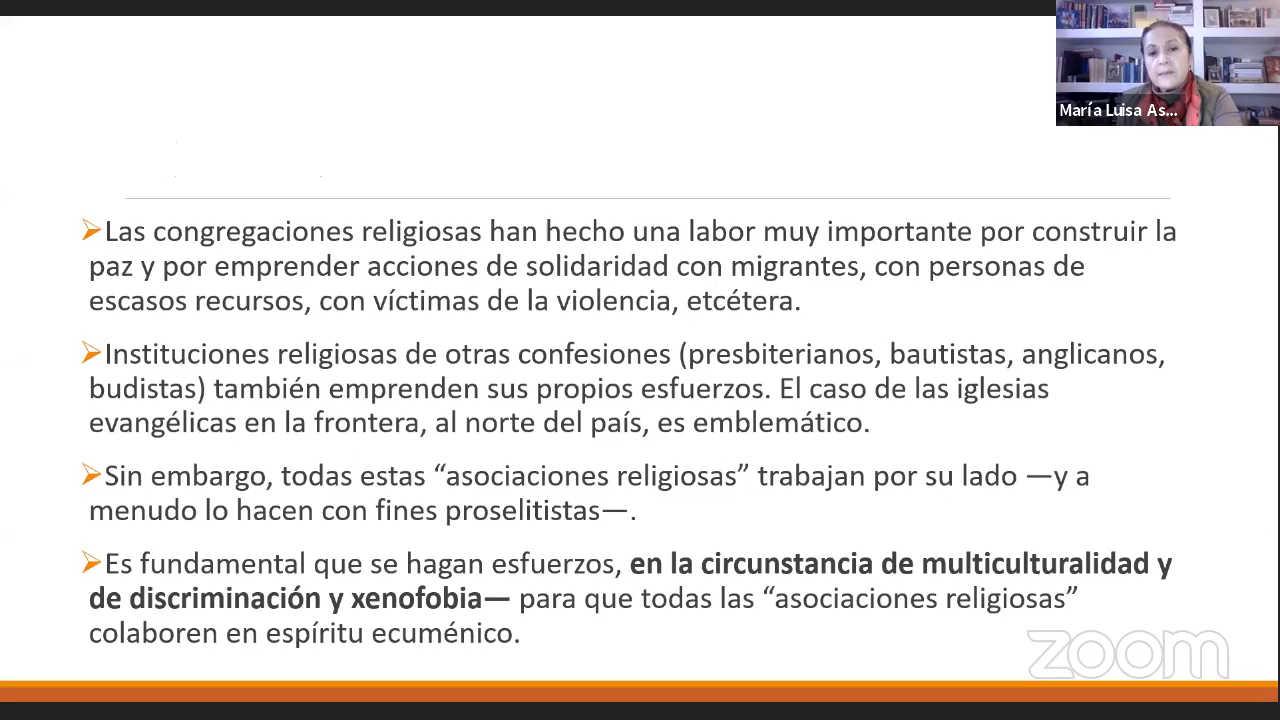 María Luisa As...
➢Las congregaciones religiosas han hecho una labor muy importante por construir la
paz y por emprender acciones de solidaridad con migrantes, con personas de
escasos recursos, con víctimas de la violencia, etcétera.
➢Instituciones religiosas de otras confesiones (presbiterianos, bautistas, anglicanos,
budistas) también emprenden sus propios esfuerzos. El caso de las iglesias
evangélicas en la frontera, al norte del país, es emblemático.
➢Sin embargo, todas estas “asociaciones religiosas” trabajan por su lado —y a
menudo lo hacen con fines proselitistas—.
➢Es fundamental que se hagan esfuerzos, en la circunstancia de multiculturalidad y
de discriminación y xenofobia— para que todas las “asociaciones religiosas”
colaboren en espíritu ecuménico.
zoom